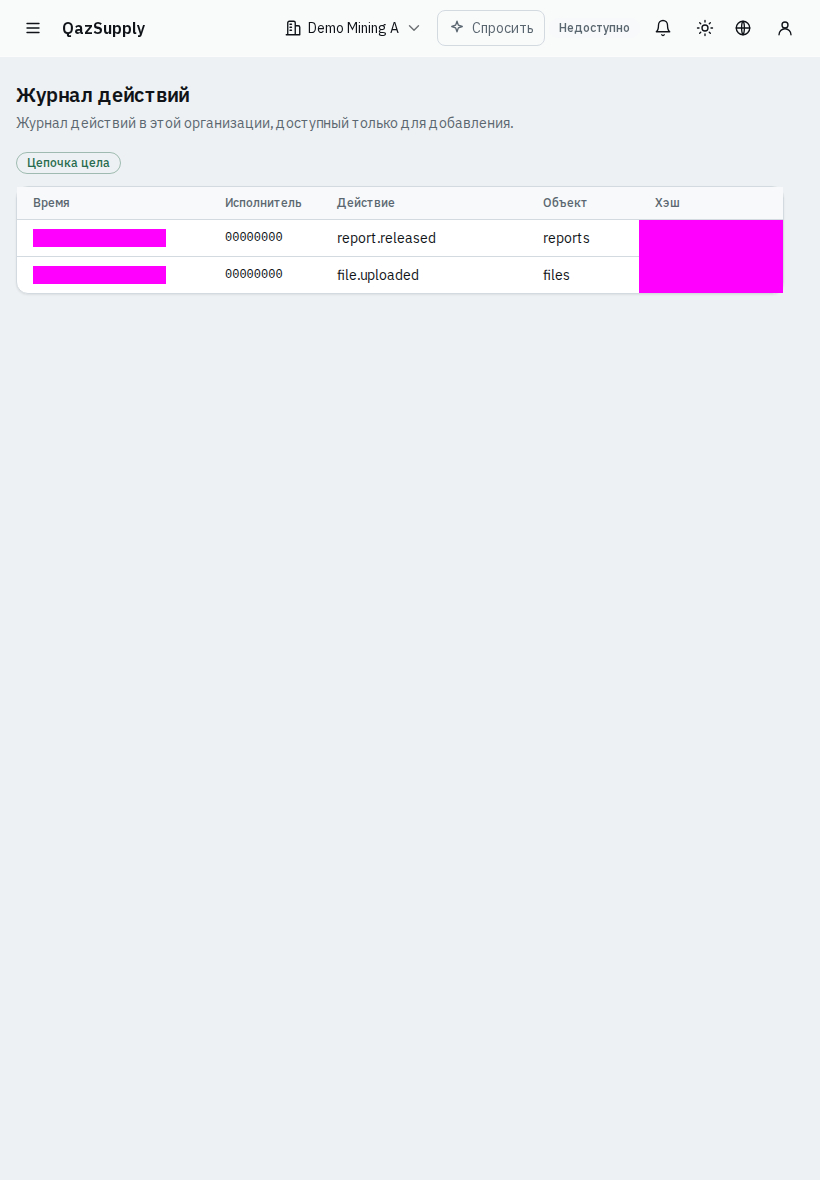 QazSupply Demo Mining A Спросить Недоступно
Журнал действий
Журнал действий в этой организации, доступный только для добавления.
Цепочка цела
Время Исполнитель Действие Объект Хэш
00000000 report.released reports
00000000 file.uploaded files